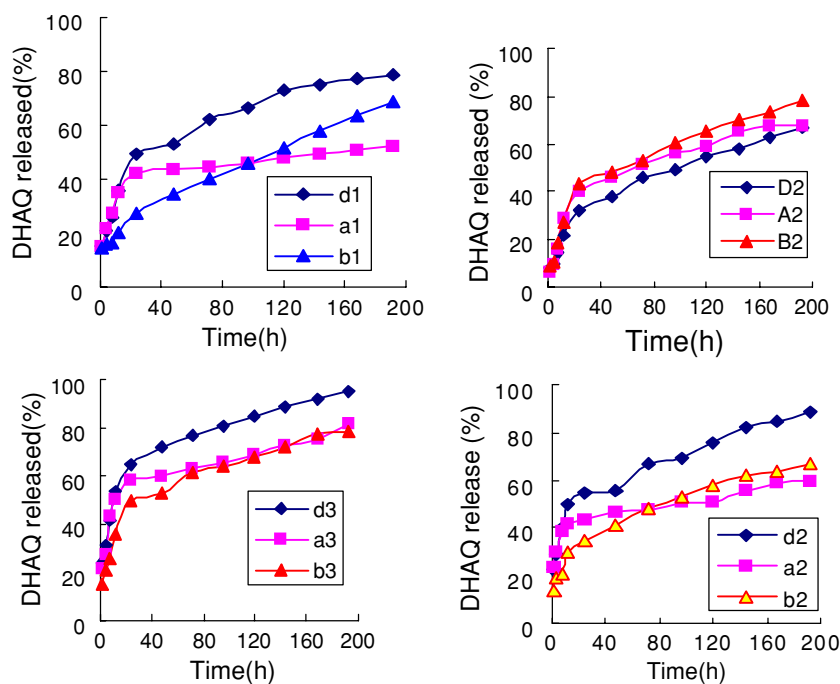 DHAQ released(%)
100
80
60
40
20
0
d1
a1
b1
0 40 80 120 160 200
Time(h)
DHAQ released (%)
100
80
60
40
20
0
D2
A2
B2
0 40 80 120 160 200
Time(h)
DHAQ released(%)
100
80
60
40
20
0
d3
a3
b3
0 40 80 120 160 200
Time(h)
DHAQ release (%)
100
80
60
40
20
0
d2
a2
b2
0 40 80 120 160 200
Time(h)